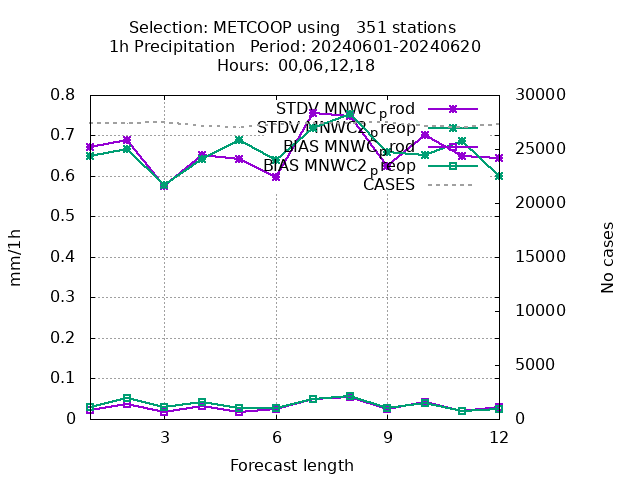 Selection: METCOOP using   351 stations
1h Precipitation   Period: 20240601-20240620
Hours:  00,06,12,18
0.8
0.7
0.6
0.5
0.4
0.3
0.2
0.1
0
mm/1h
STDV MNWC_prod
STDV MNWC2_preop
BIAS MNWC_prod
BIAS MNWC2_preop
CASES
30000
25000
20000
15000
10000
5000
0
No cases
3
6
9
12
Forecast length